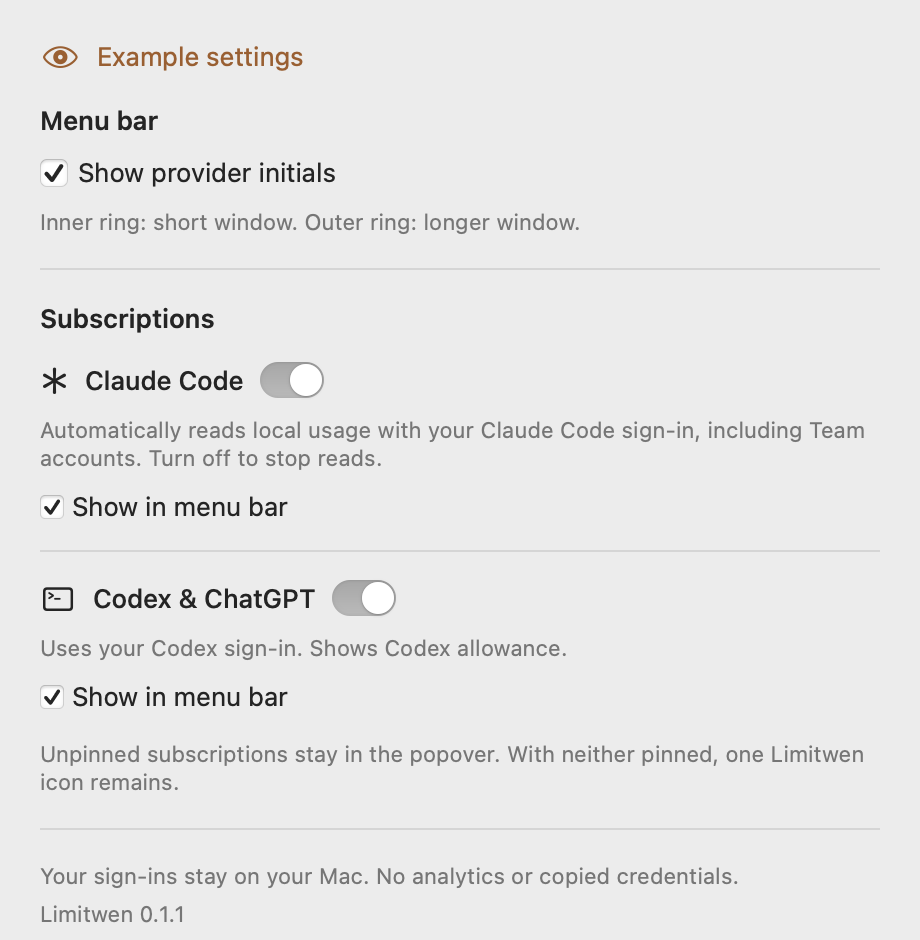 Example settings
Menu bar
Show provider initials
Inner ring: short window. Outer ring: longer window.
Subscriptions
Claude Code
Automatically reads local usage with your Claude Code sign-in, including Team
accounts. Turn off to stop reads.
Show in menu bar
Codex & ChatGPT
Uses your Codex sign-in. Shows Codex allowance.
Show in menu bar
Unpinned subscriptions stay in the popover. With neither pinned, one Limitwen
icon remains.
Your sign-ins stay on your Mac. No analytics or copied credentials.
Limitwen 0.1.1